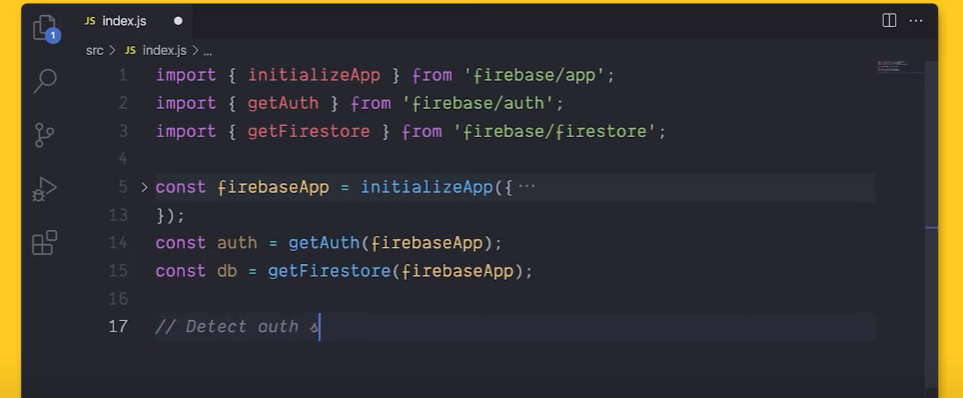 JS index.js
src > JS index.js > ...
1
1 import { initializeApp } from 'firebase/app';
2 import { getAuth } from 'firebase/auth';
3 import { getFirestore } from 'firebase/firestore';
4
5 > const firebaseApp = initializeApp({ ···
13 });
14 const auth = getAuth(firebaseApp);
15 const db = getFirestore(firebaseApp);
16
17 // Detect auth s